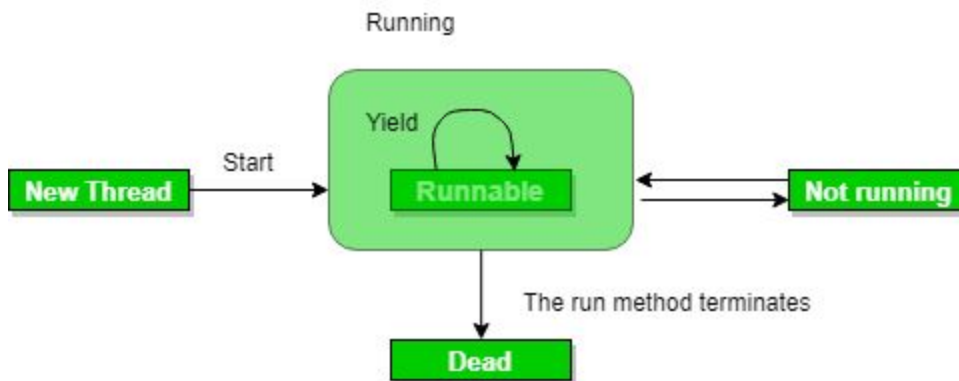 Running
Yield
Start
New Thread
Runnable
Not running
The run method terminates
Dead